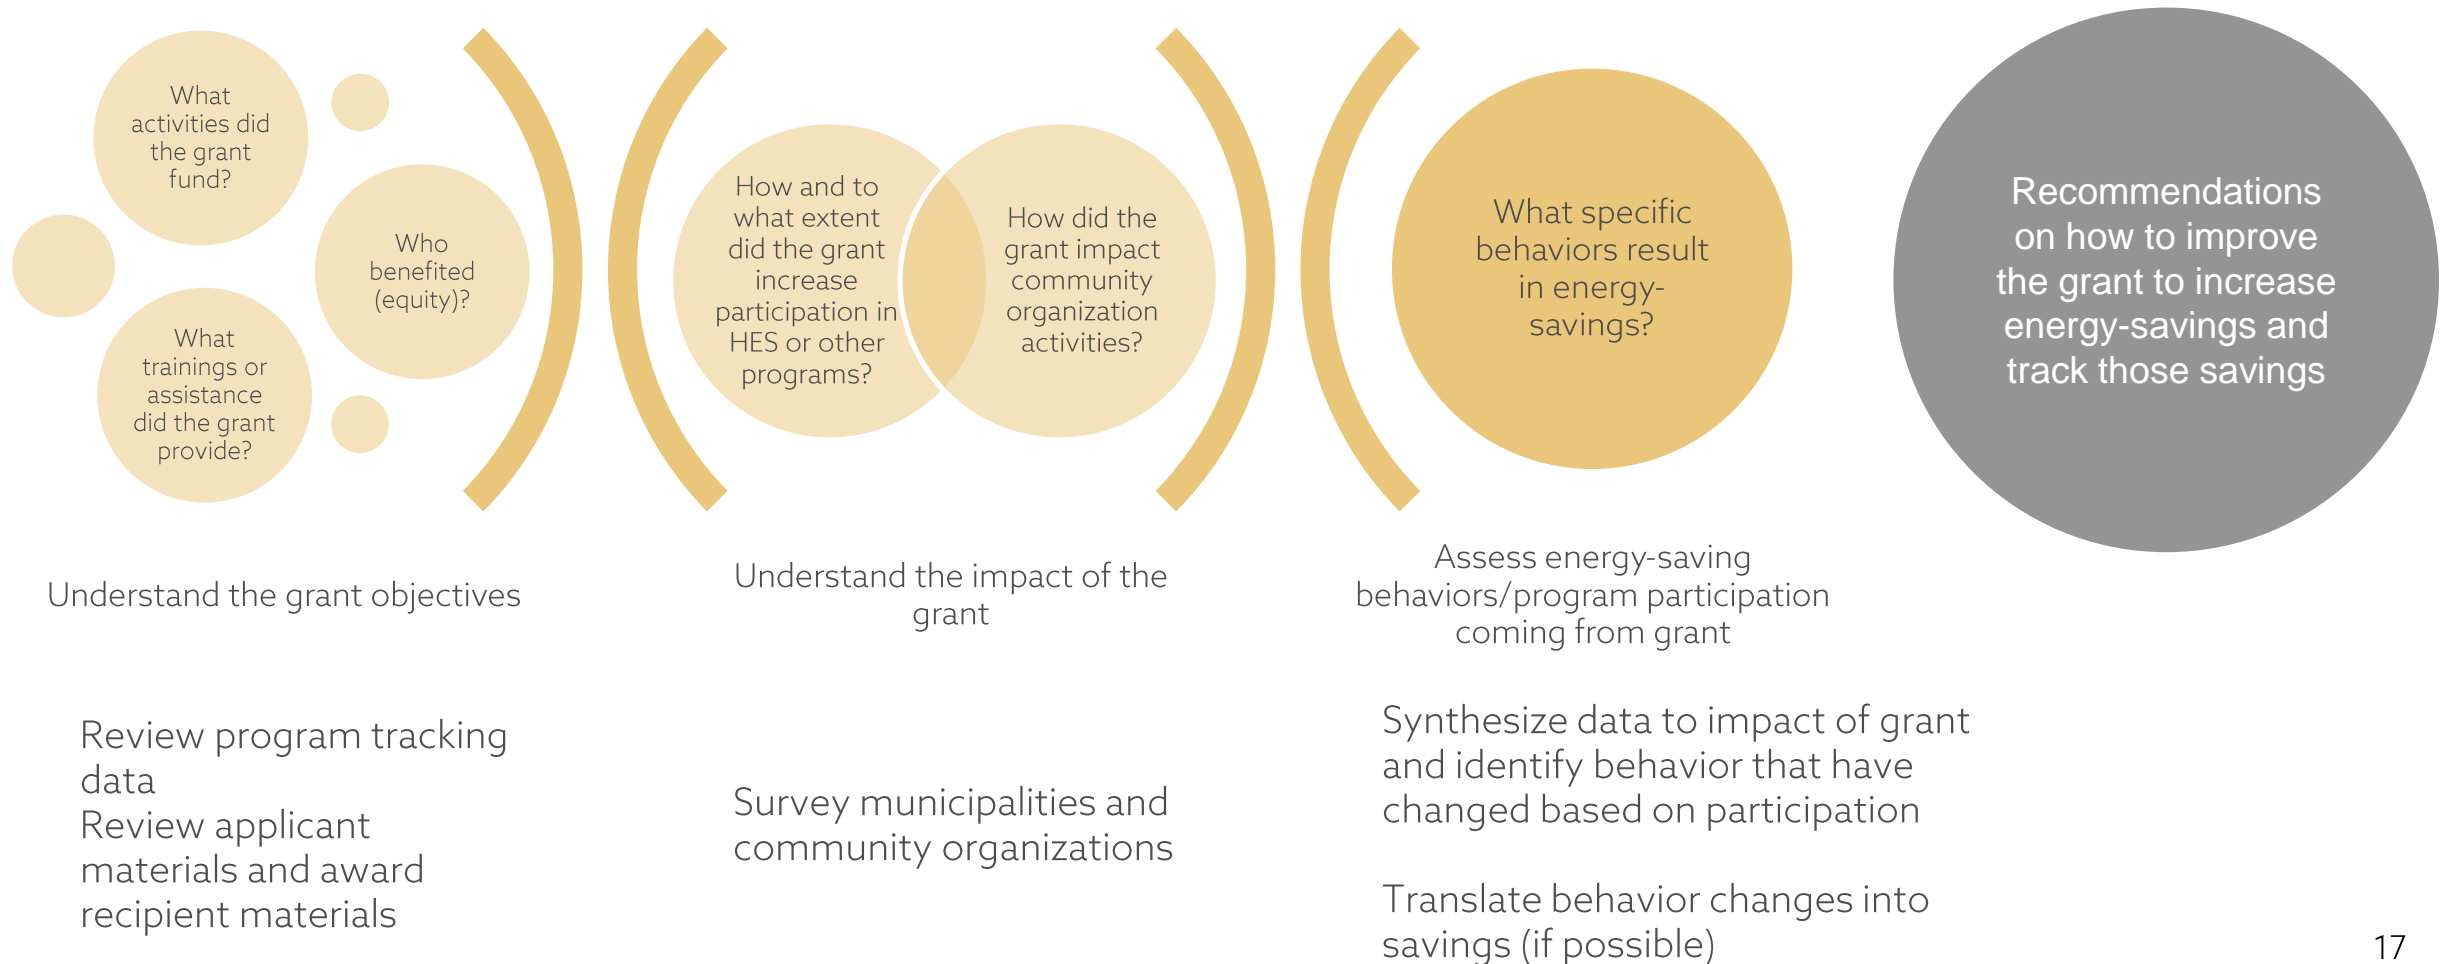 What
activities did
the grant
fund?
Who
benefited
(equity)?
What
trainings or
assistance
did the grant
provide?
How and to
what extent
did the grant
increase
participation in
HES or other
programs?
How did the
grant impact
community
organization
activities?
What specific
behaviors result
in energy-
savings?
Recommendations
on how to improve
the grant to increase
energy-savings and
track those savings
Understand the grant objectives
Understand the impact of the
grant
Assess energy-saving
behaviors/program participation
coming from grant
Review program tracking
data
Review applicant
materials and award
recipient materials
Survey municipalities and
community organizations
Synthesize data to impact of grant
and identify behavior that have
changed based on participation
Translate behavior changes into
savings (if possible)
17